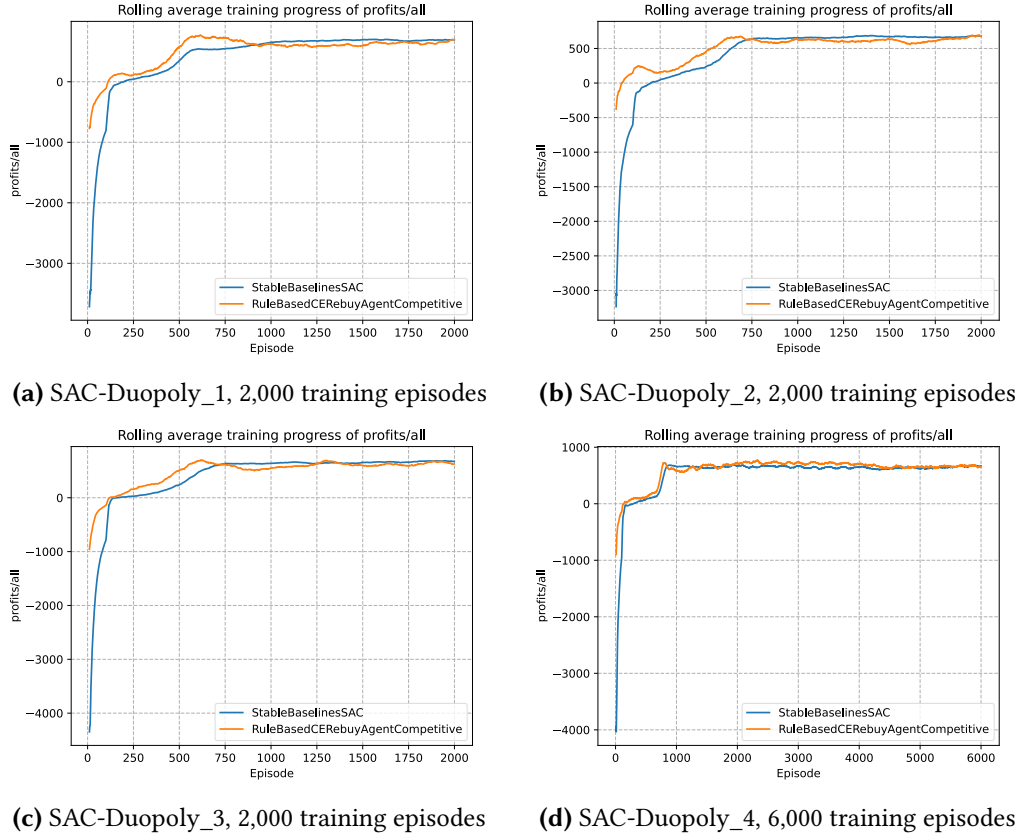 Rolling average training progress of profits/all
0
−1000
−2000
−3000
profits/all
StableBaselinesSAC
RuleBasedCERebuyAgentCompetitive
0 250 500 750 1000 1250 1500 1750 2000
Episode
(a) SAC-Duopoly_1, 2,000 training episodes
Rolling average training progress of profits/all
500
0
−500
−1000
−1500
−2000
−2500
−3000
profits/all
StableBaselinesSAC
RuleBasedCERebuyAgentCompetitive
0 250 500 750 1000 1250 1500 1750 2000
Episode
(b) SAC-Duopoly_2, 2,000 training episodes
Rolling average training progress of profits/all
0
−1000
−2000
−3000
−4000
profits/all
StableBaselinesSAC
RuleBasedCERebuyAgentCompetitive
0 250 500 750 1000 1250 1500 1750 2000
Episode
(c) SAC-Duopoly_3, 2,000 training episodes
Rolling average training progress of profits/all
1000
0
−1000
−2000
−3000
−4000
profits/all
StableBaselinesSAC
RuleBasedCERebuyAgentCompetitive
0 1000 2000 3000 4000 5000 6000
Episode
(d) SAC-Duopoly_4, 6,000 training episodes